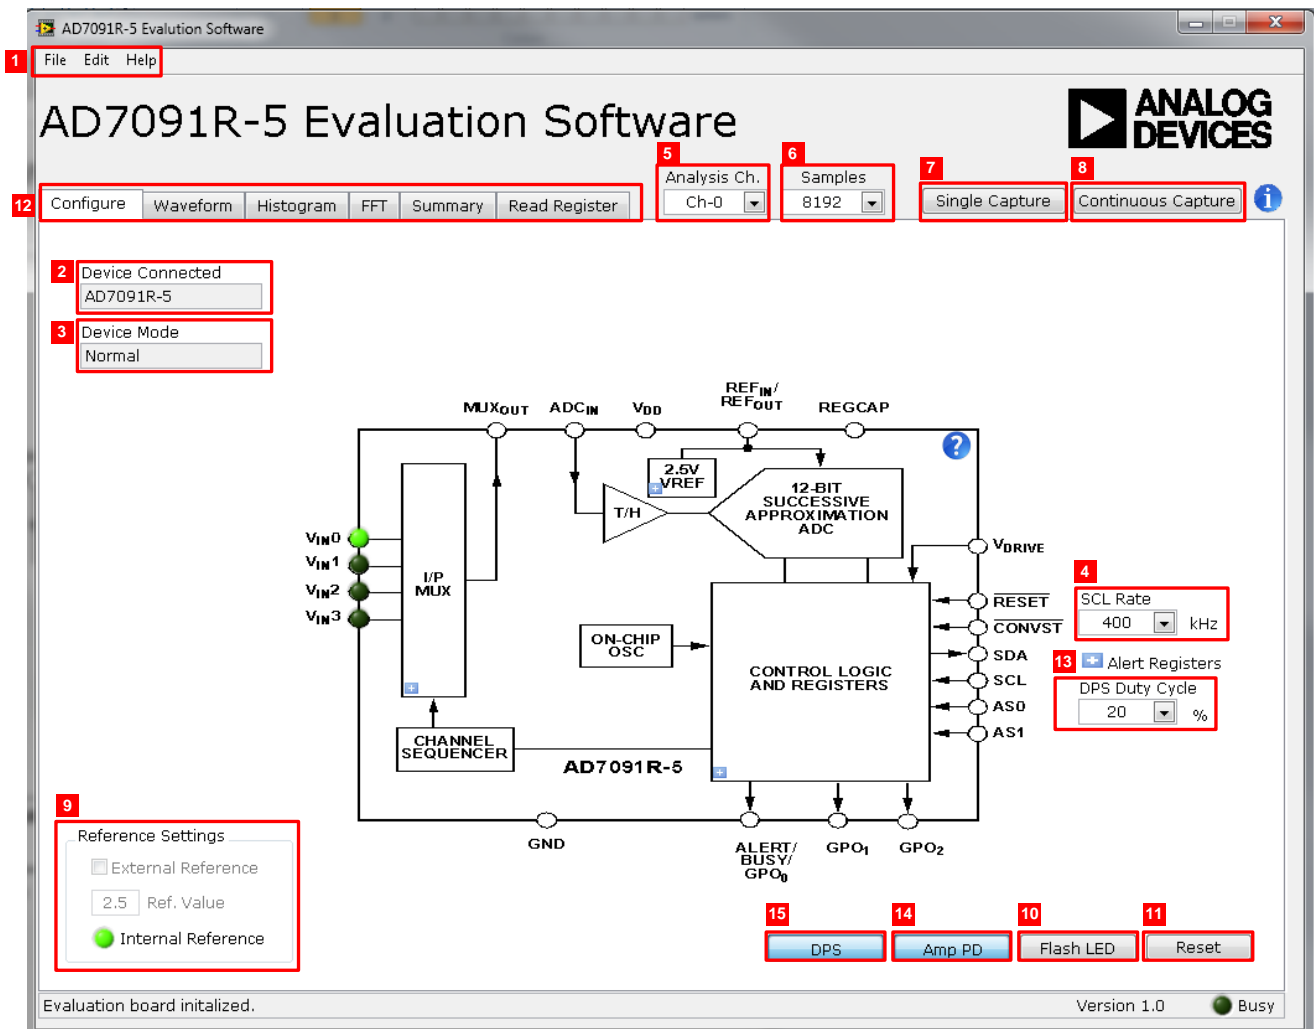 AD7091R-5 Evalution Software
1
File Edit Help
AD7091R-5 Evaluation Software
ANALOG
DEVICES
5
6
7
8
Analysis Ch.
Samples
12
Configure
Waveform
Histogram
FFT
Summary
Read Register
Ch-0
8192
Single Capture
Continuous Capture
i
2
Device Connected
AD7091R-5
3
Device Mode
Normal
MUXOUT
ADCIN
VDD
REFIN/
REFOUT
REGCAP
?
2.5V
VREF
T/H
12-BIT
SUCCESSIVE
APPROXIMATION
ADC
VIN0
VIN1
VIN2
VIN3
I/P
MUX
VDRIVE
4
RESET
CONVST
SDA
SCL
AS0
AS1
SCL Rate
400 kHz
13
Alert Registers
DPS Duty Cycle
20 %
ON-CHIP
OSC
CONTROL LOGIC
AND REGISTERS
CHANNEL
SEQUENCER
AD7091R-5
9
Reference Settings
External Reference
2.5 Ref. Value
Internal Reference
GND
ALERT/
BUSY/
GPO0
GPO1
GPO2
15
14
10
11
DPS
Amp PD
Flash LED
Reset
Evaluation board initalized.
Version 1.0
Busy